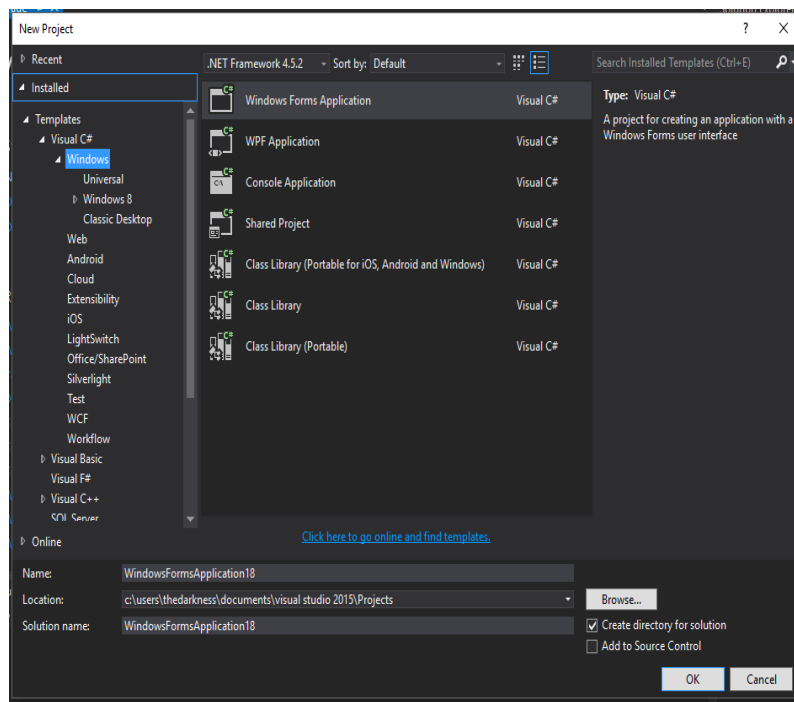 New Project
? X
Recent
.NET Framework 4.5.2
Sort by: Default
Search Installed Templates (Ctrl+E)
Installed
Templates
Visual C#
Windows
Universal
Windows 8
Classic Desktop
Web
Android
Cloud
Extensibility
iOS
LightSwitch
Office/SharePoint
Silverlight
Test
WCF
Workflow
Visual Basic
Visual F#
Visual C++
SQL Server
Online
Windows Forms Application Visual C#
WPF Application Visual C#
Console Application Visual C#
Shared Project Visual C#
Class Library (Portable for iOS, Android and Windows) Visual C#
Class Library Visual C#
Class Library (Portable) Visual C#
Click here to go online and find templates.
Type: Visual C#
A project for creating an application with a
Windows Forms user interface
Name: WindowsFormsApplication18
Location: c:\users\thedarkness\documents\visual studio 2015\Projects
Browse...
Solution name: WindowsFormsApplication18
Create directory for solution
Add to Source Control
OK Cancel